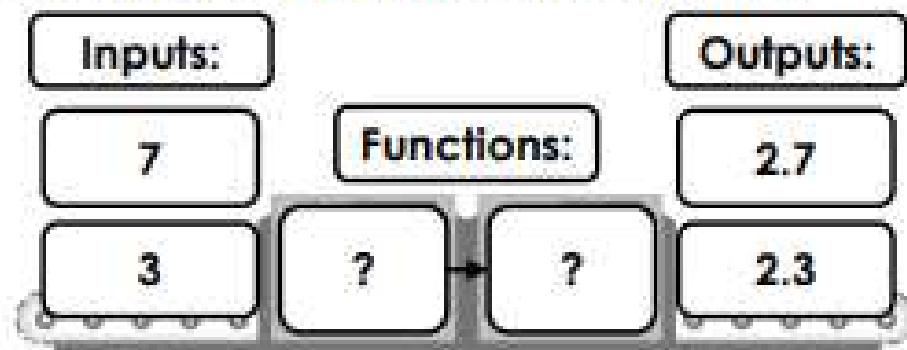 Inputs:
Outputs:
Functions:
7
2.7
3
?
?
2.3